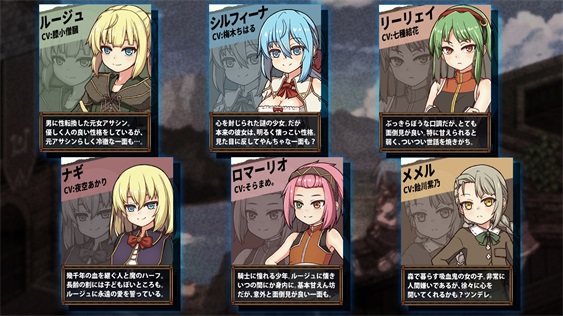 ルージュ
CV:鰒小僧麟
男に性転換した元女アサシン。
優しく人の良い性格をしているが、
元アサシンらしく冷徹な一面も…。
シルフィーナ
CV:梅木ちはる
心を封じられた謎の少女。だが
本来の彼女は、明るく懐っこい性格。
見た目に反してやんちゃな一面も？
リーリェイ
CV:七種結花
ぶっきらぼうな口調だが、とても
面倒見が良い。特に甘えられると
弱く、ついつい世話を焼きがち。
ナギ
CV:夜空あかり
幾千年の血を継ぐ人と魔のハーフ。
長齢の割には子どもぽいところも。
ルージュに永遠の愛を誓っている。
ロマーリオ
CV:そらまめ。
騎士に憧れる少年。ルージュに懐き
いつの間にか身内に。基本甘えん坊
だが、意外と面倒見が良い一面も。
メメル
CV:飴川紫乃
森で暮らす吸血鬼の女の子。非常に
人間嫌いであるが、徐々に心を
開いてくれるかも？ツンデレ。